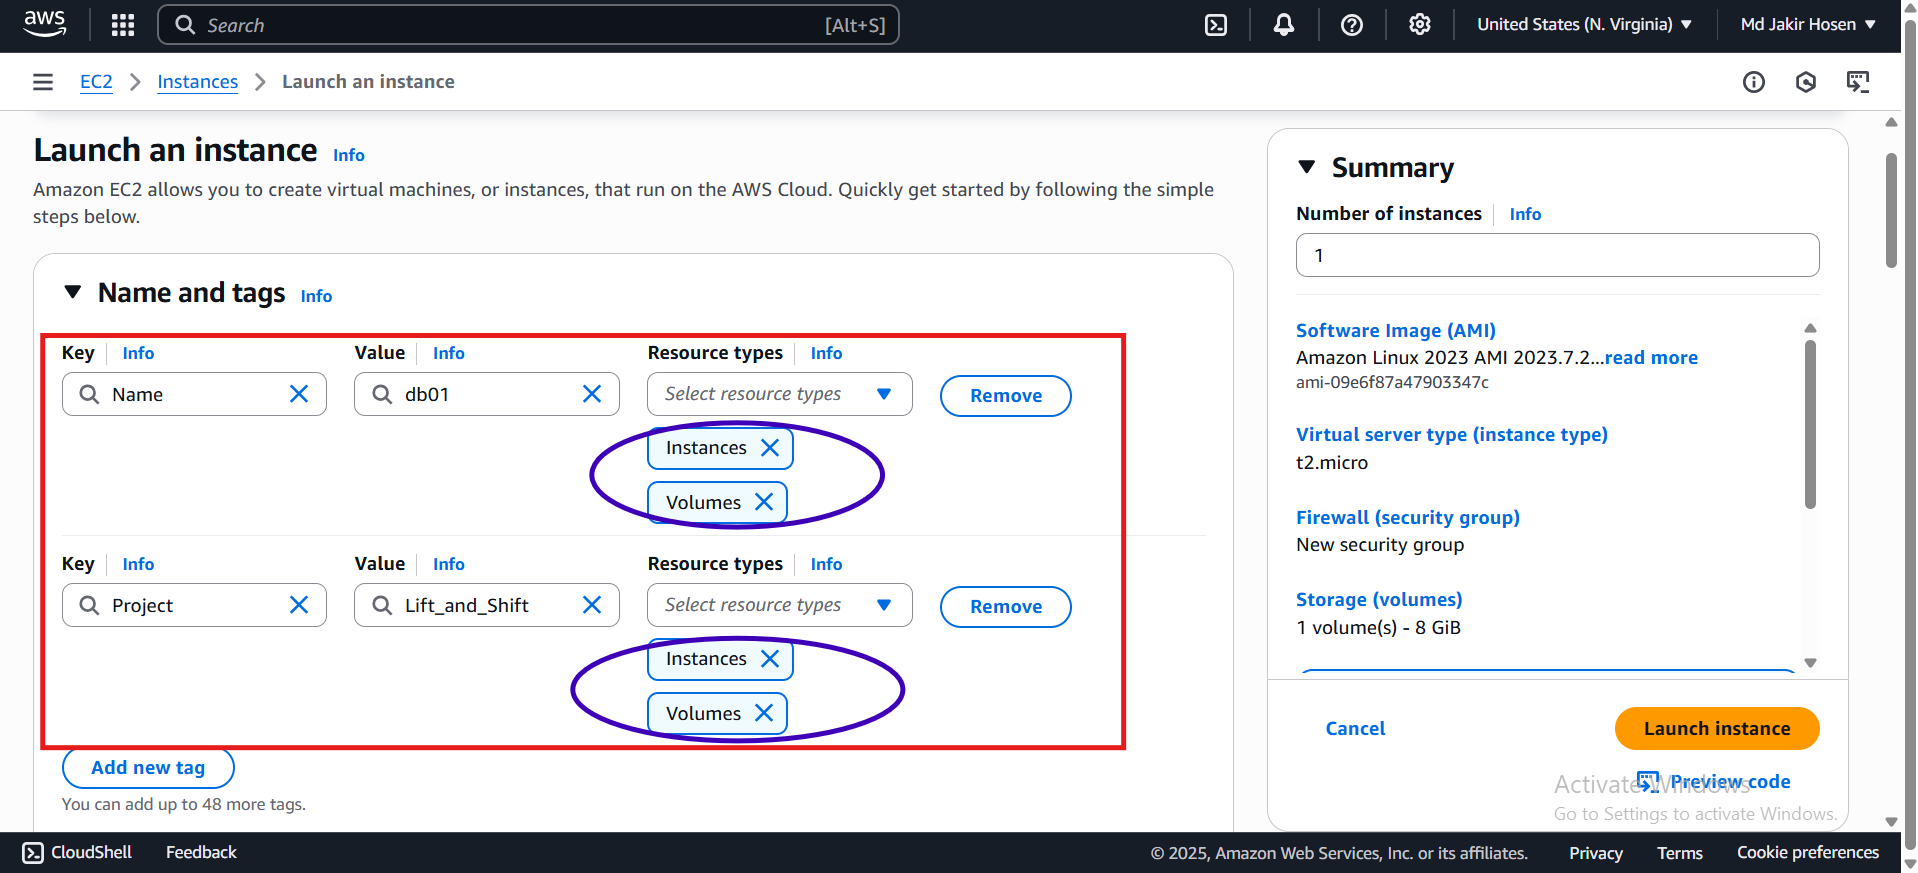 aws
Search [Alt+S]
United States (N. Virginia)
Md Jakir Hosen
EC2 Instances Launch an instance
Launch an instance Info
Amazon EC2 allows you to create virtual machines, or instances, that run on the AWS Cloud. Quickly get started by following the simple
steps below.
Name and tags Info
Key Info Value Info Resource types Info
Name db01 Select resource types Remove
Instances
Volumes
Key Info Value Info Resource types Info
Project Lift_and_Shift Select resource types Remove
Instances
Volumes
Add new tag
You can add up to 48 more tags.
Summary
Number of instances Info
1
Software Image (AMI)
Amazon Linux 2023 AMI 2023.7.2...read more
ami-09e6f87a47903347c
Virtual server type (instance type)
t2.micro
Firewall (security group)
New security group
Storage (volumes)
1 volume(s) - 8 GiB
Cancel Launch instance
Preview code
Activate Windows
Go to Settings to activate Windows.
CloudShell Feedback © 2025, Amazon Web Services, Inc. or its affiliates. Privacy Terms Cookie preferences